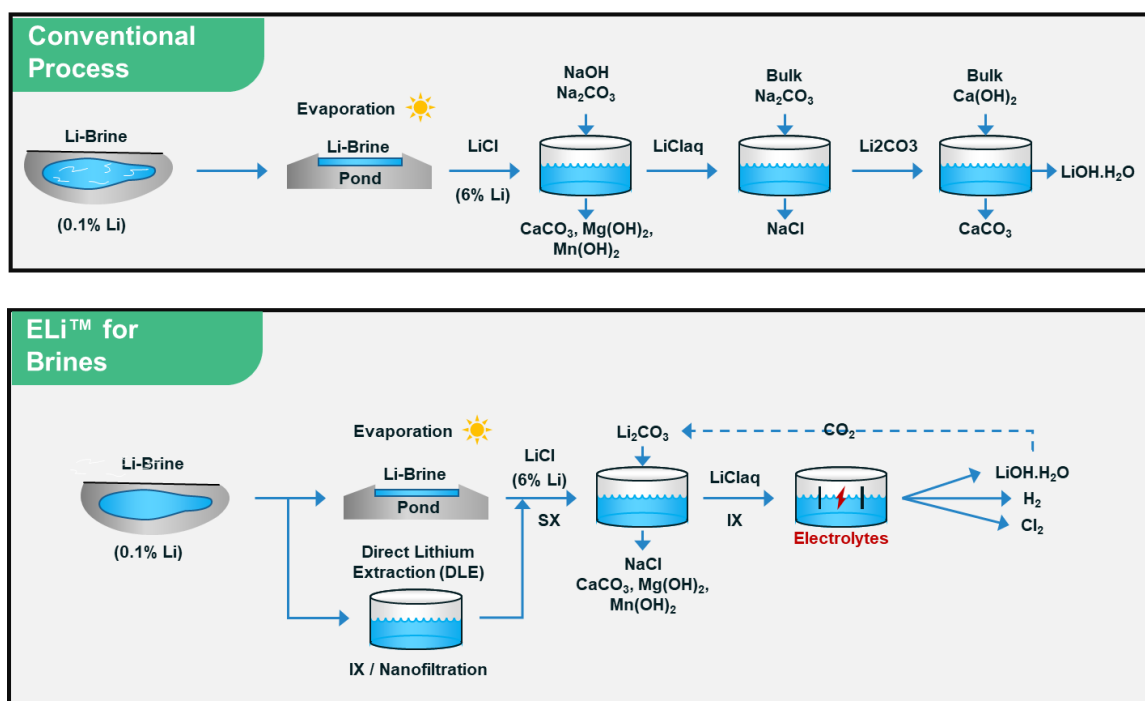 Conventional
Process
Li-Brine
(0.1% Li)
Evaporation
Li-Brine
Pond
LiCl
(6% Li)
NaOH
Na₂CO₃
CaCO₃, Mg(OH)₂,
Mn(OH)₂
LiClaq
Bulk
Na₂CO₃
NaCl
Li2CO3
Bulk
Ca(OH)₂
CaCO₃
LiOH.H₂O
ELi™ for
Brines
Li-Brine
(0.1% Li)
Evaporation
Li-Brine
Pond
Direct Lithium
Extraction (DLE)
IX / Nanofiltration
LiCl
(6% Li)
SX
Li₂CO₃
NaCl
CaCO₃, Mg(OH)₂,
Mn(OH)₂
LiClaq
IX
Electrolytes
CO₂
LiOH.H₂O
H₂
Cl₂